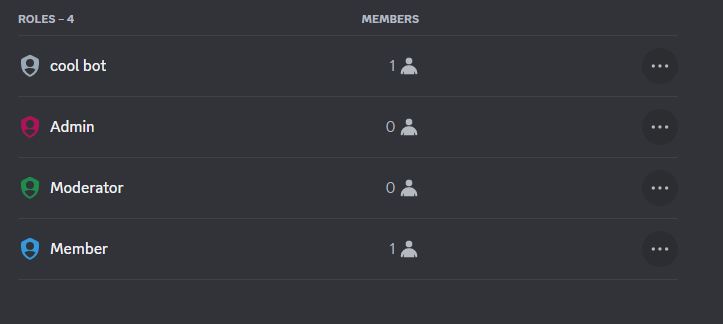 ROLES – 4 MEMBERS
cool bot 1
Admin 0
Moderator 0
Member 1